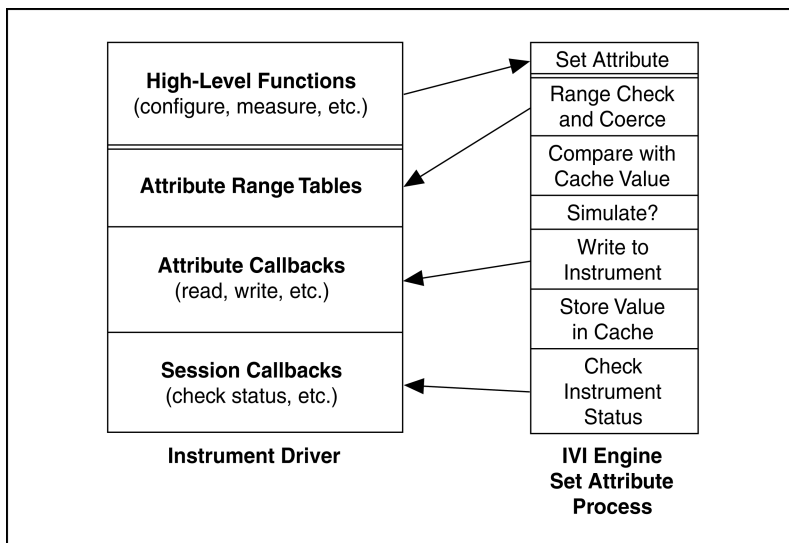 High-Level Functions
(configure, measure, etc.)
Attribute Range Tables
Attribute Callbacks
(read, write, etc.)
Session Callbacks
(check status, etc.)
Instrument Driver
Set Attribute
Range Check
and Coerce
Compare with
Cache Value
Simulate?
Write to
Instrument
Store Value
in Cache
Check
Instrument
Status
IVI Engine
Set Attribute
Process